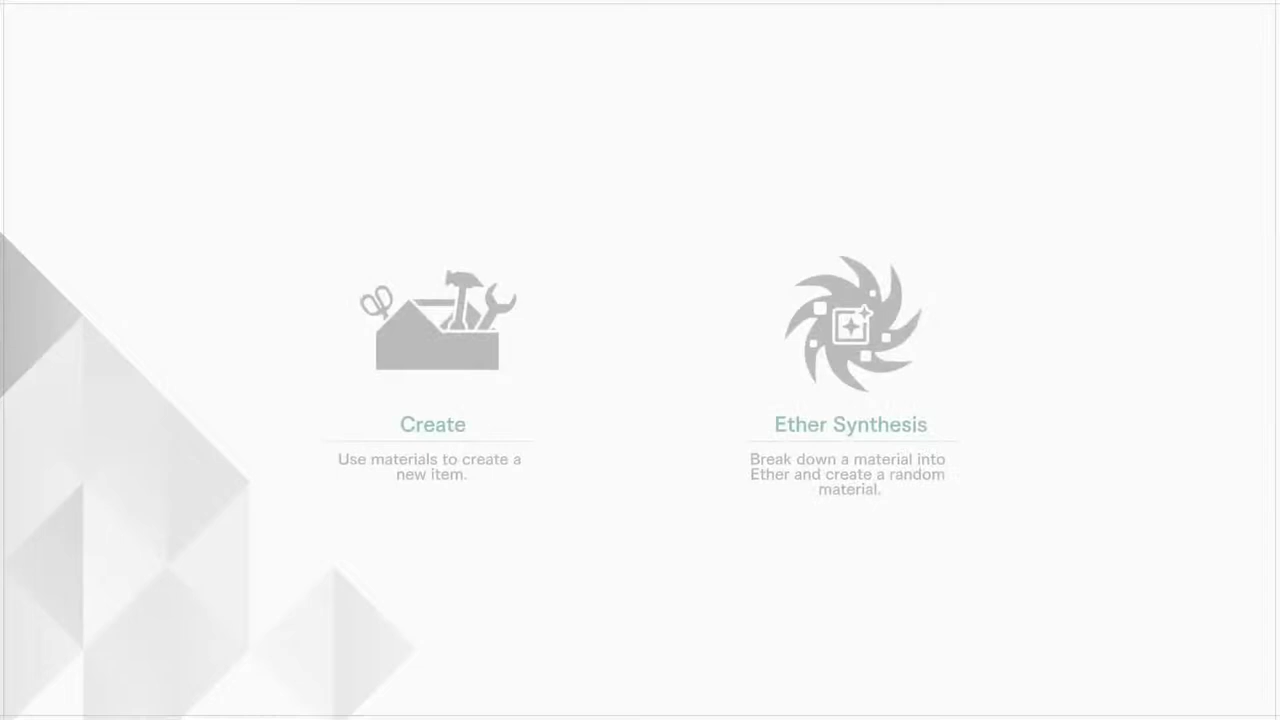 Create
Use materials to create a
new item.
Ether Synthesis
Break down a material into
Ether and create a random
material.